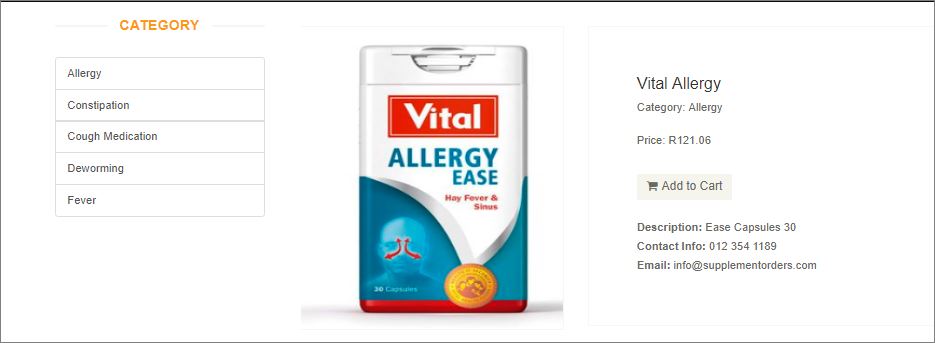 CATEGORY
Allergy
Constipation
Cough Medication
Deworming
Fever
Vital
ALLERGY
EASE
Hay Fever &
Sinus
30 Capsules
Vital Allergy
Category: Allergy
Price: R121.06
Add to Cart
Description: Ease Capsules 30
Contact Info: 012 354 1189
Email: info@supplementorders.com